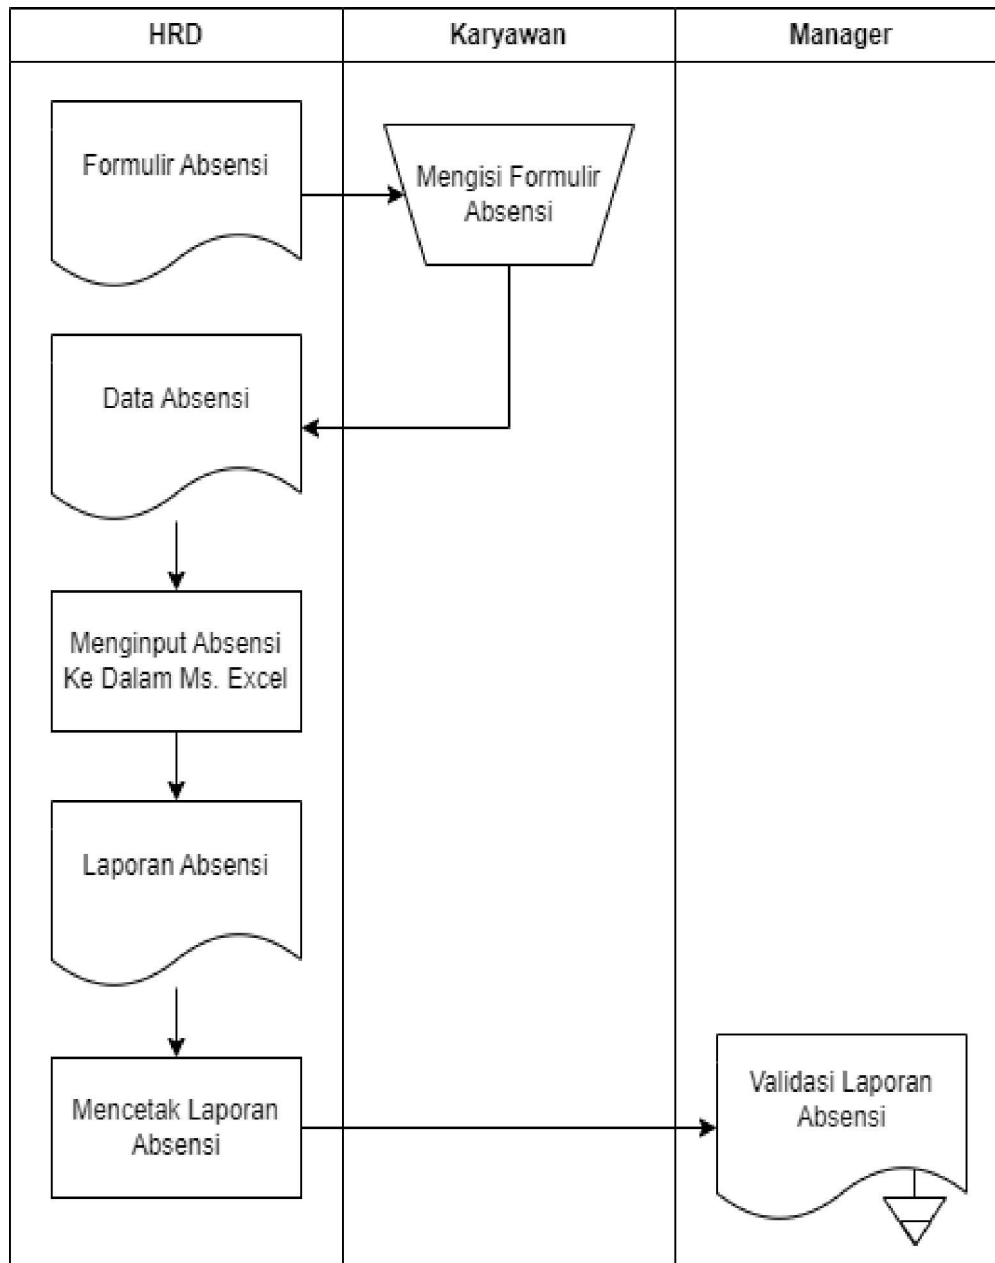 HRD
Karyawan
Manager
Formulir Absensi
Mengisi Formulir
Absensi
Data Absensi
Menginput Absensi
Ke Dalam Ms. Excel
Laporan Absensi
Mencetak Laporan
Absensi
Validasi Laporan
Absensi